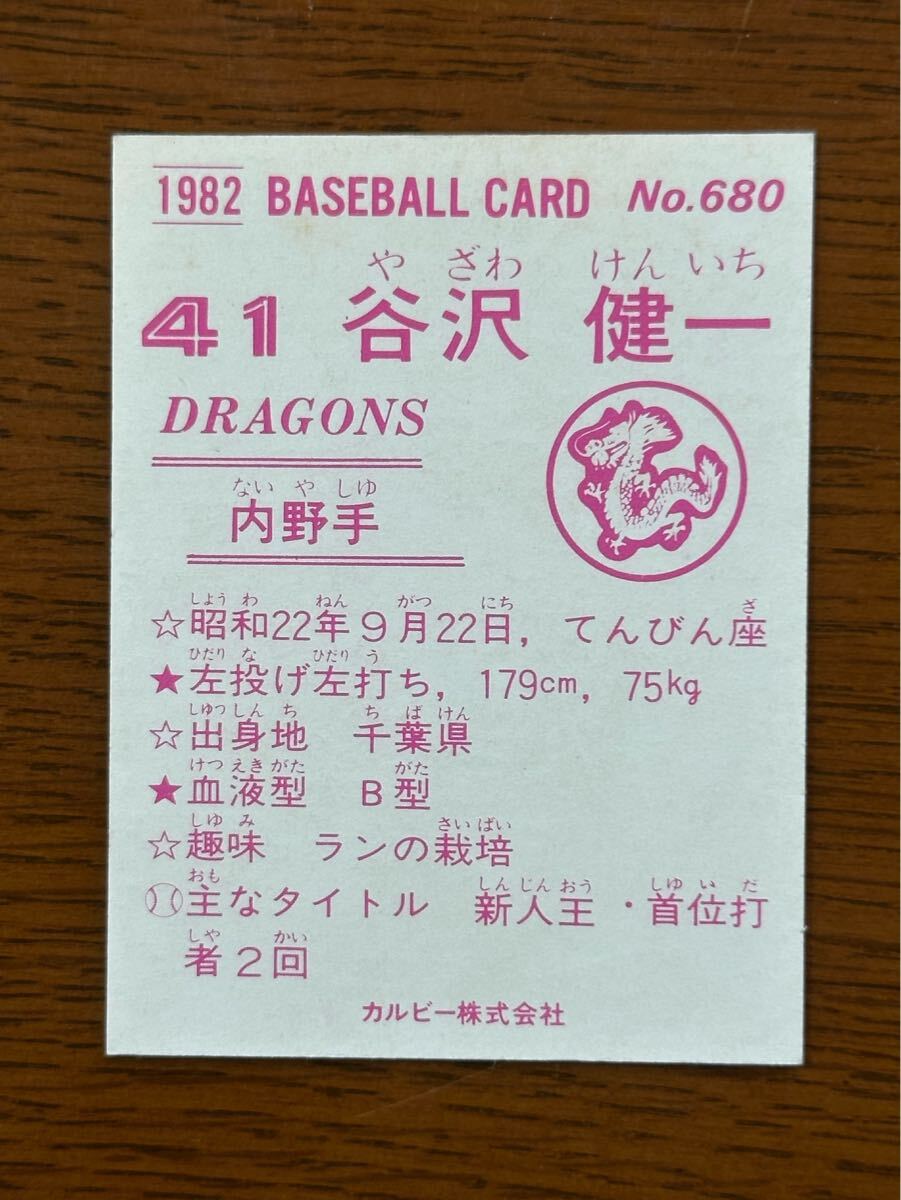 1982 BASEBALL CARD No.680
や ざわ けん いち
41 谷沢 健一
DRAGONS
ない や しゆ
内野手
しよう わ ねん がつ にち ざ
☆昭和22年9月22日，てんびん座
ひだり な ひだり う
★左投げ左打ち，179cm，75kg
しゆつ しん ち ち ば けん
☆出身地 千葉県
けつ えき がた がた
★血液型 B型
しゆ み さい ばい
☆趣味 ランの栽培
おも しん じん おう しゆ い だ
主なタイトル 新人王・首位打
しや かい
者2回
カルビー株式会社